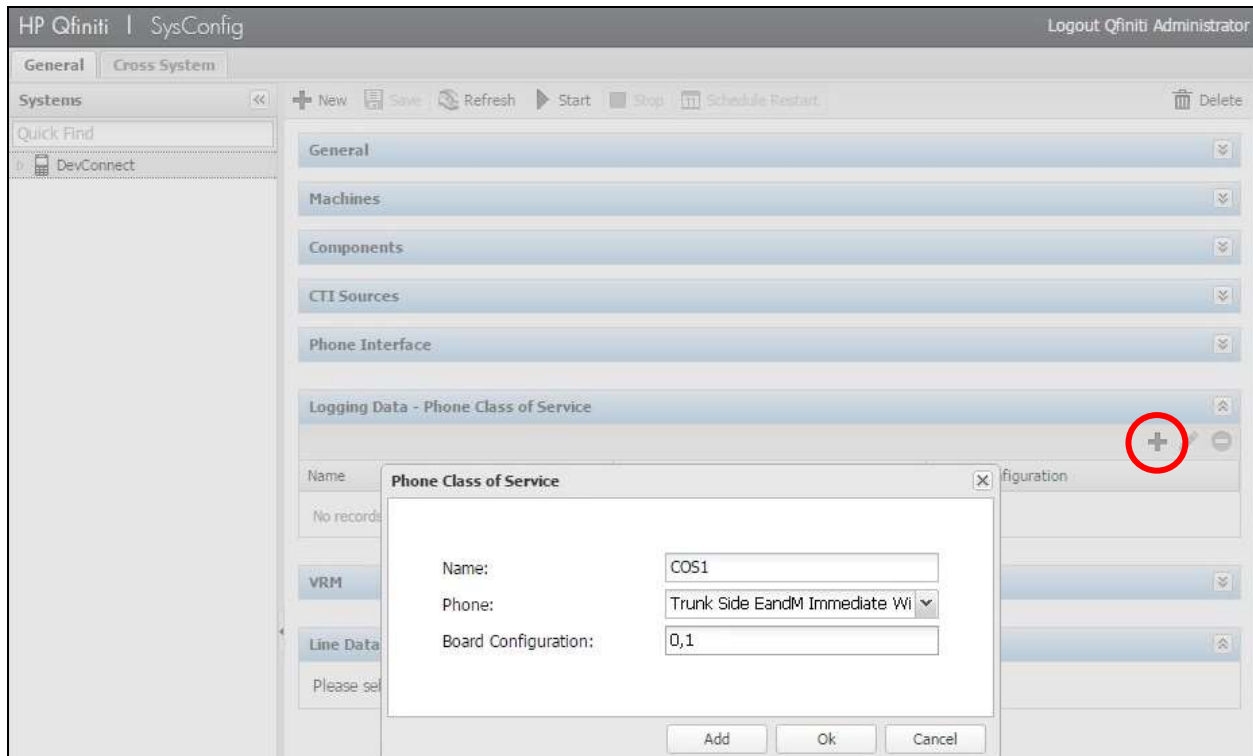 HP Qfiniti | SysConfig Logout Qfiniti Administrator
General Cross System
Systems New Save Refresh Start Stop Schedule Restart Delete
Quick Find
DevConnect
General
Machines
Components
CTI Sources
Phone Interface
Logging Data - Phone Class of Service
Name figuration
No records
Phone Class of Service
Name: COS1
Phone: Trunk Side EandM Immediate Wi
Board Configuration: 0,1
Add Ok Cancel
VRM
Line Data
Please sel